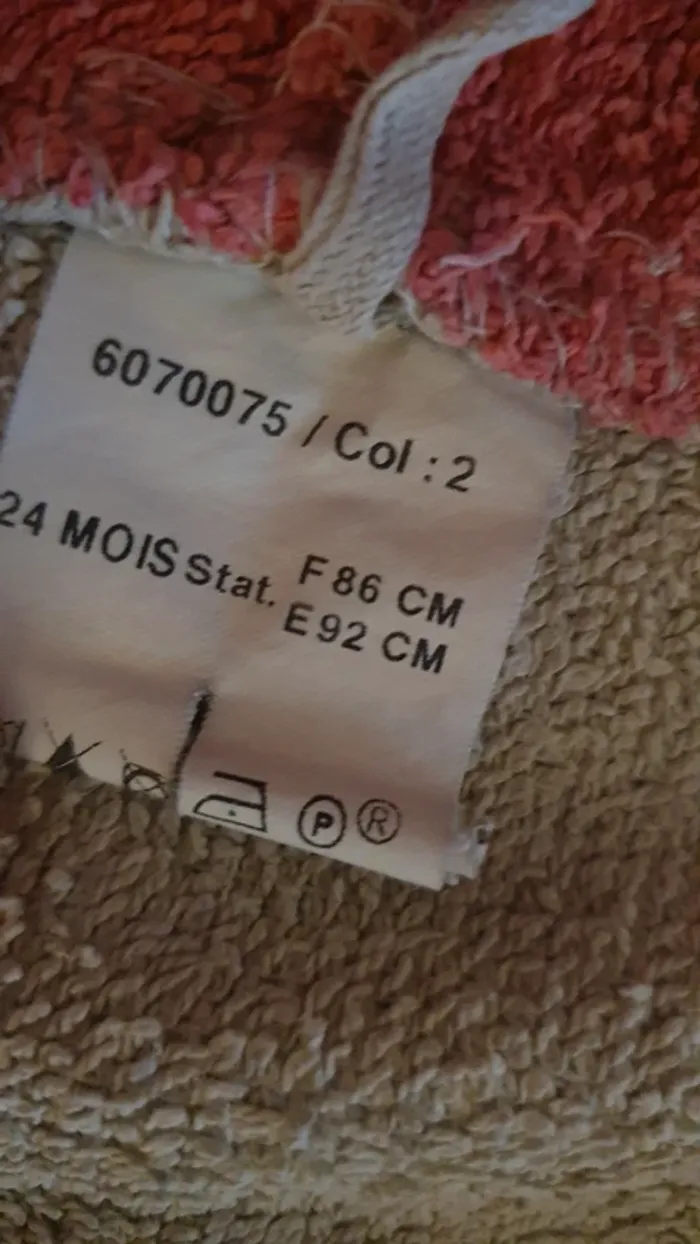 6070075 / Col : 2
24 MOIS Stat. F 86 CM
E 92 CM
P ®